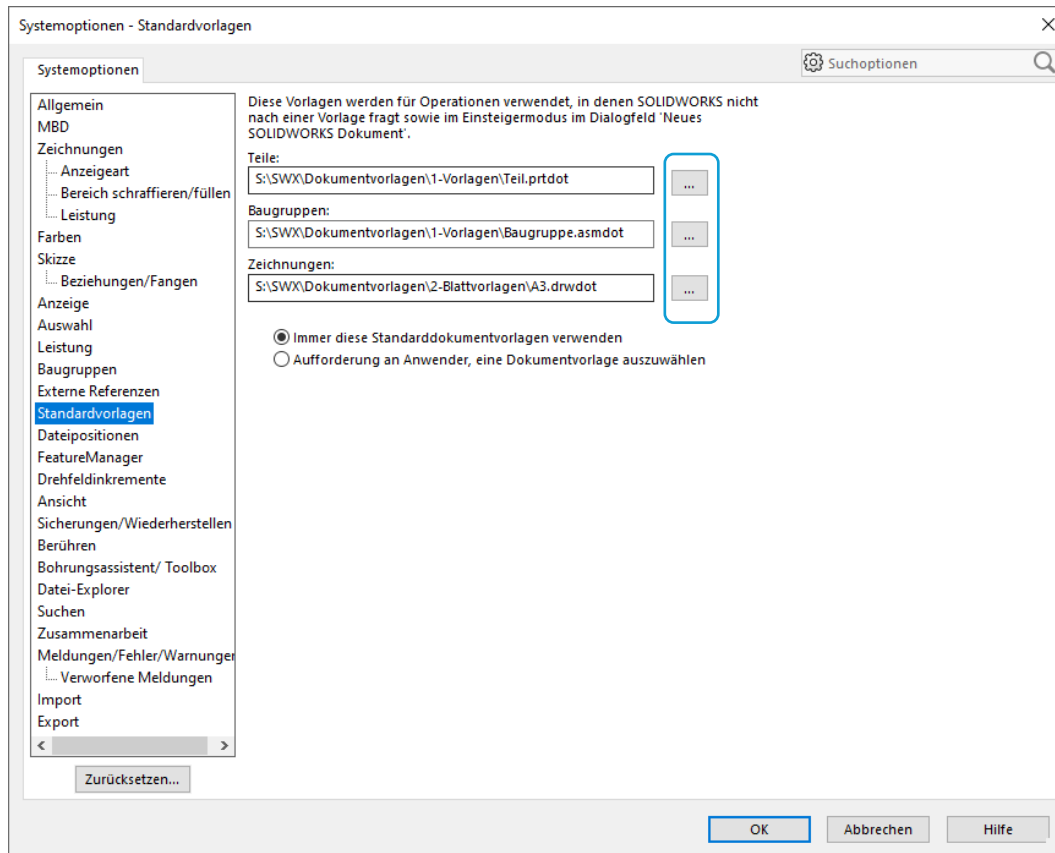 Systemoptionen - Standardvorlagen
Systemoptionen
Suchoptionen
Allgemein
MBD
Zeichnungen
Anzeigeart
Bereich schraffieren/füllen
Leistung
Farben
Skizze
Beziehungen/Fangen
Anzeige
Auswahl
Leistung
Baugruppen
Externe Referenzen
Standardvorlagen
Dateipositionen
FeatureManager
Drehfeldinkremente
Ansicht
Sicherungen/Wiederherstellen
Berühren
Bohrungsassistent/ Toolbox
Datei-Explorer
Suchen
Zusammenarbeit
Meldungen/Fehler/Warnunger
Verworfene Meldungen
Import
Export
Zurücksetzen...
Diese Vorlagen werden für Operationen verwendet, in denen SOLIDWORKS nicht
nach einer Vorlage fragt sowie im Einsteigermodus im Dialogfeld 'Neues
SOLIDWORKS Dokument'.
Teile:
S:\SWX\Dokumentvorlagen\1-Vorlagen\Teil.prtdot
...
Baugruppen:
S:\SWX\Dokumentvorlagen\1-Vorlagen\Baugruppe.asmdot
...
Zeichnungen:
S:\SWX\Dokumentvorlagen\2-Blattvorlagen\A3.drwdot
...
Immer diese Standarddokumentvorlagen verwenden
Aufforderung an Anwender, eine Dokumentvorlage auszuwählen
OK
Abbrechen
Hilfe